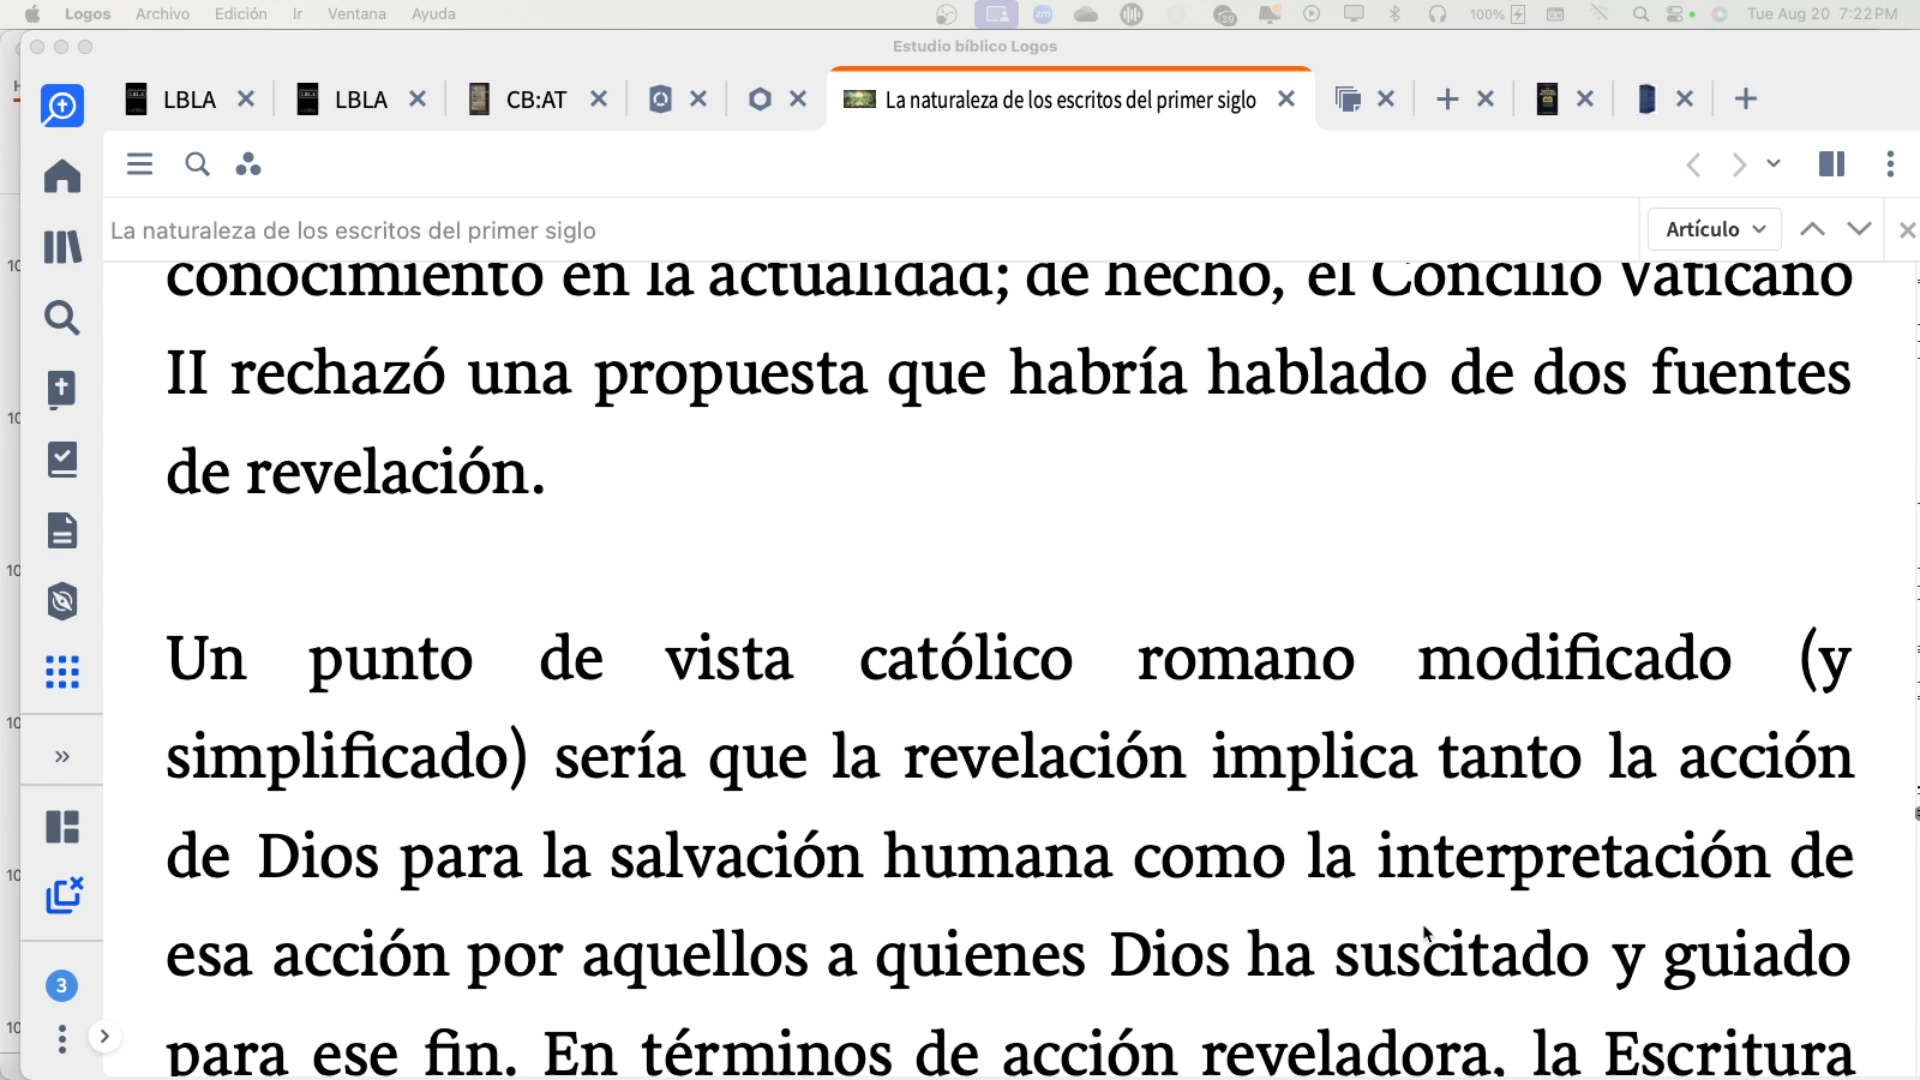 Logos Archivo Edición Ir Ventana Ayuda 100% Tue Aug 20 7:22 PM
Estudio bíblico Logos
LBLA LBLA CB:AT La naturaleza de los escritos del primer siglo
La naturaleza de los escritos del primer siglo Artículo
conocimiento en la actualidad; de hecho, el Concilio Vaticano
II rechazó una propuesta que habría hablado de dos fuentes
de revelación.
Un punto de vista católico romano modificado (y
simplificado) sería que la revelación implica tanto la acción
de Dios para la salvación humana como la interpretación de
esa acción por aquellos a quienes Dios ha suscitado y guiado
3
para ese fin. En términos de acción reveladora, la Escritura